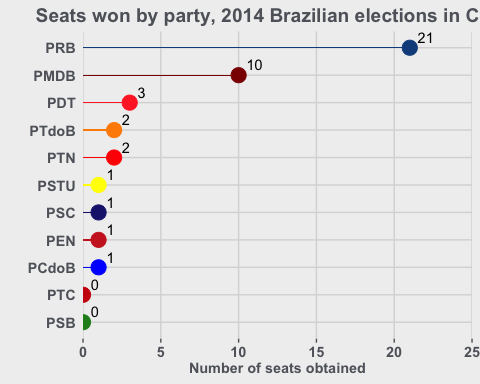 Seats won by party, 2014 Brazilian elections in C
PRB 21
PMDB 10
PDT 3
PTdoB 2
PTN 2
PSTU 1
PSC 1
PEN 1
PCdoB 1
PTC 0
PSB 0
0 5 10 15 20 25
Number of seats obtained